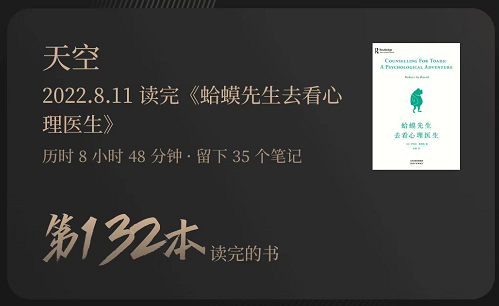 天空
2022.8.11 读完《蛤蟆先生去看心
理医生》
历时 8 小时 48 分钟 · 留下 35 个笔记
第132本 读完的书
Routledge
COUNSELLING FOR TOADS
A PSYCHOLOGICAL ADVENTURE
Robert de Board
蛤蟆先生
去看心理医生